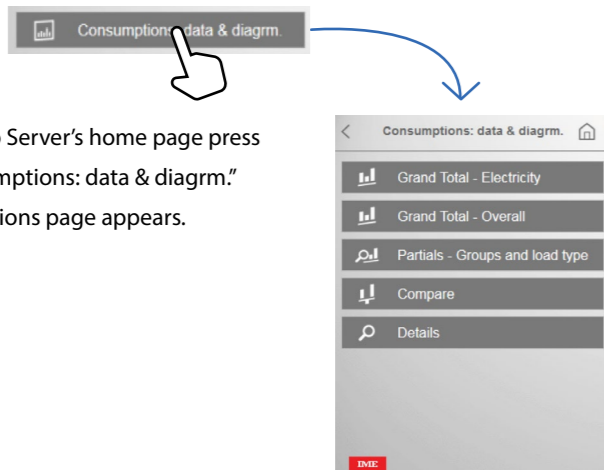 Consumptions: data & diagrm.
Server's home page press
mptions: data & diagrm."
ions page appears.
Consumptions: data & diagrm.
Grand Total - Electricity
Grand Total - Overall
Partials - Groups and load type
Compare
Details
IME